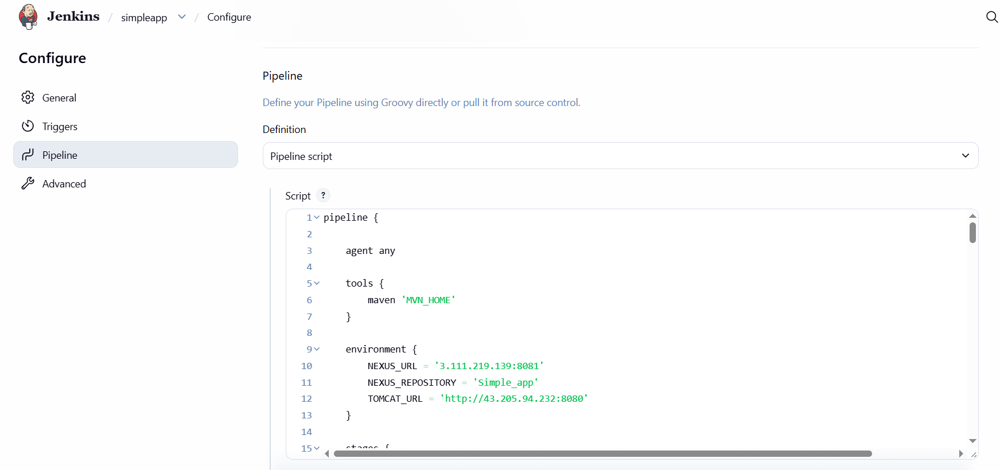 Jenkins / simpleapp / Configure
Configure
General
Triggers
Pipeline
Advanced
Pipeline
Define your Pipeline using Groovy directly or pull it from source control.
Definition
Pipeline script
Script ?
1 pipeline {
2
3 agent any
4
5 tools {
6 maven 'MVN_HOME'
7 }
8
9 environment {
10 NEXUS_URL = '3.111.219.139:8081'
11 NEXUS_REPOSITORY = 'Simple_app'
12 TOMCAT_URL = 'http://43.205.94.232:8080'
13 }
14
15 stages {